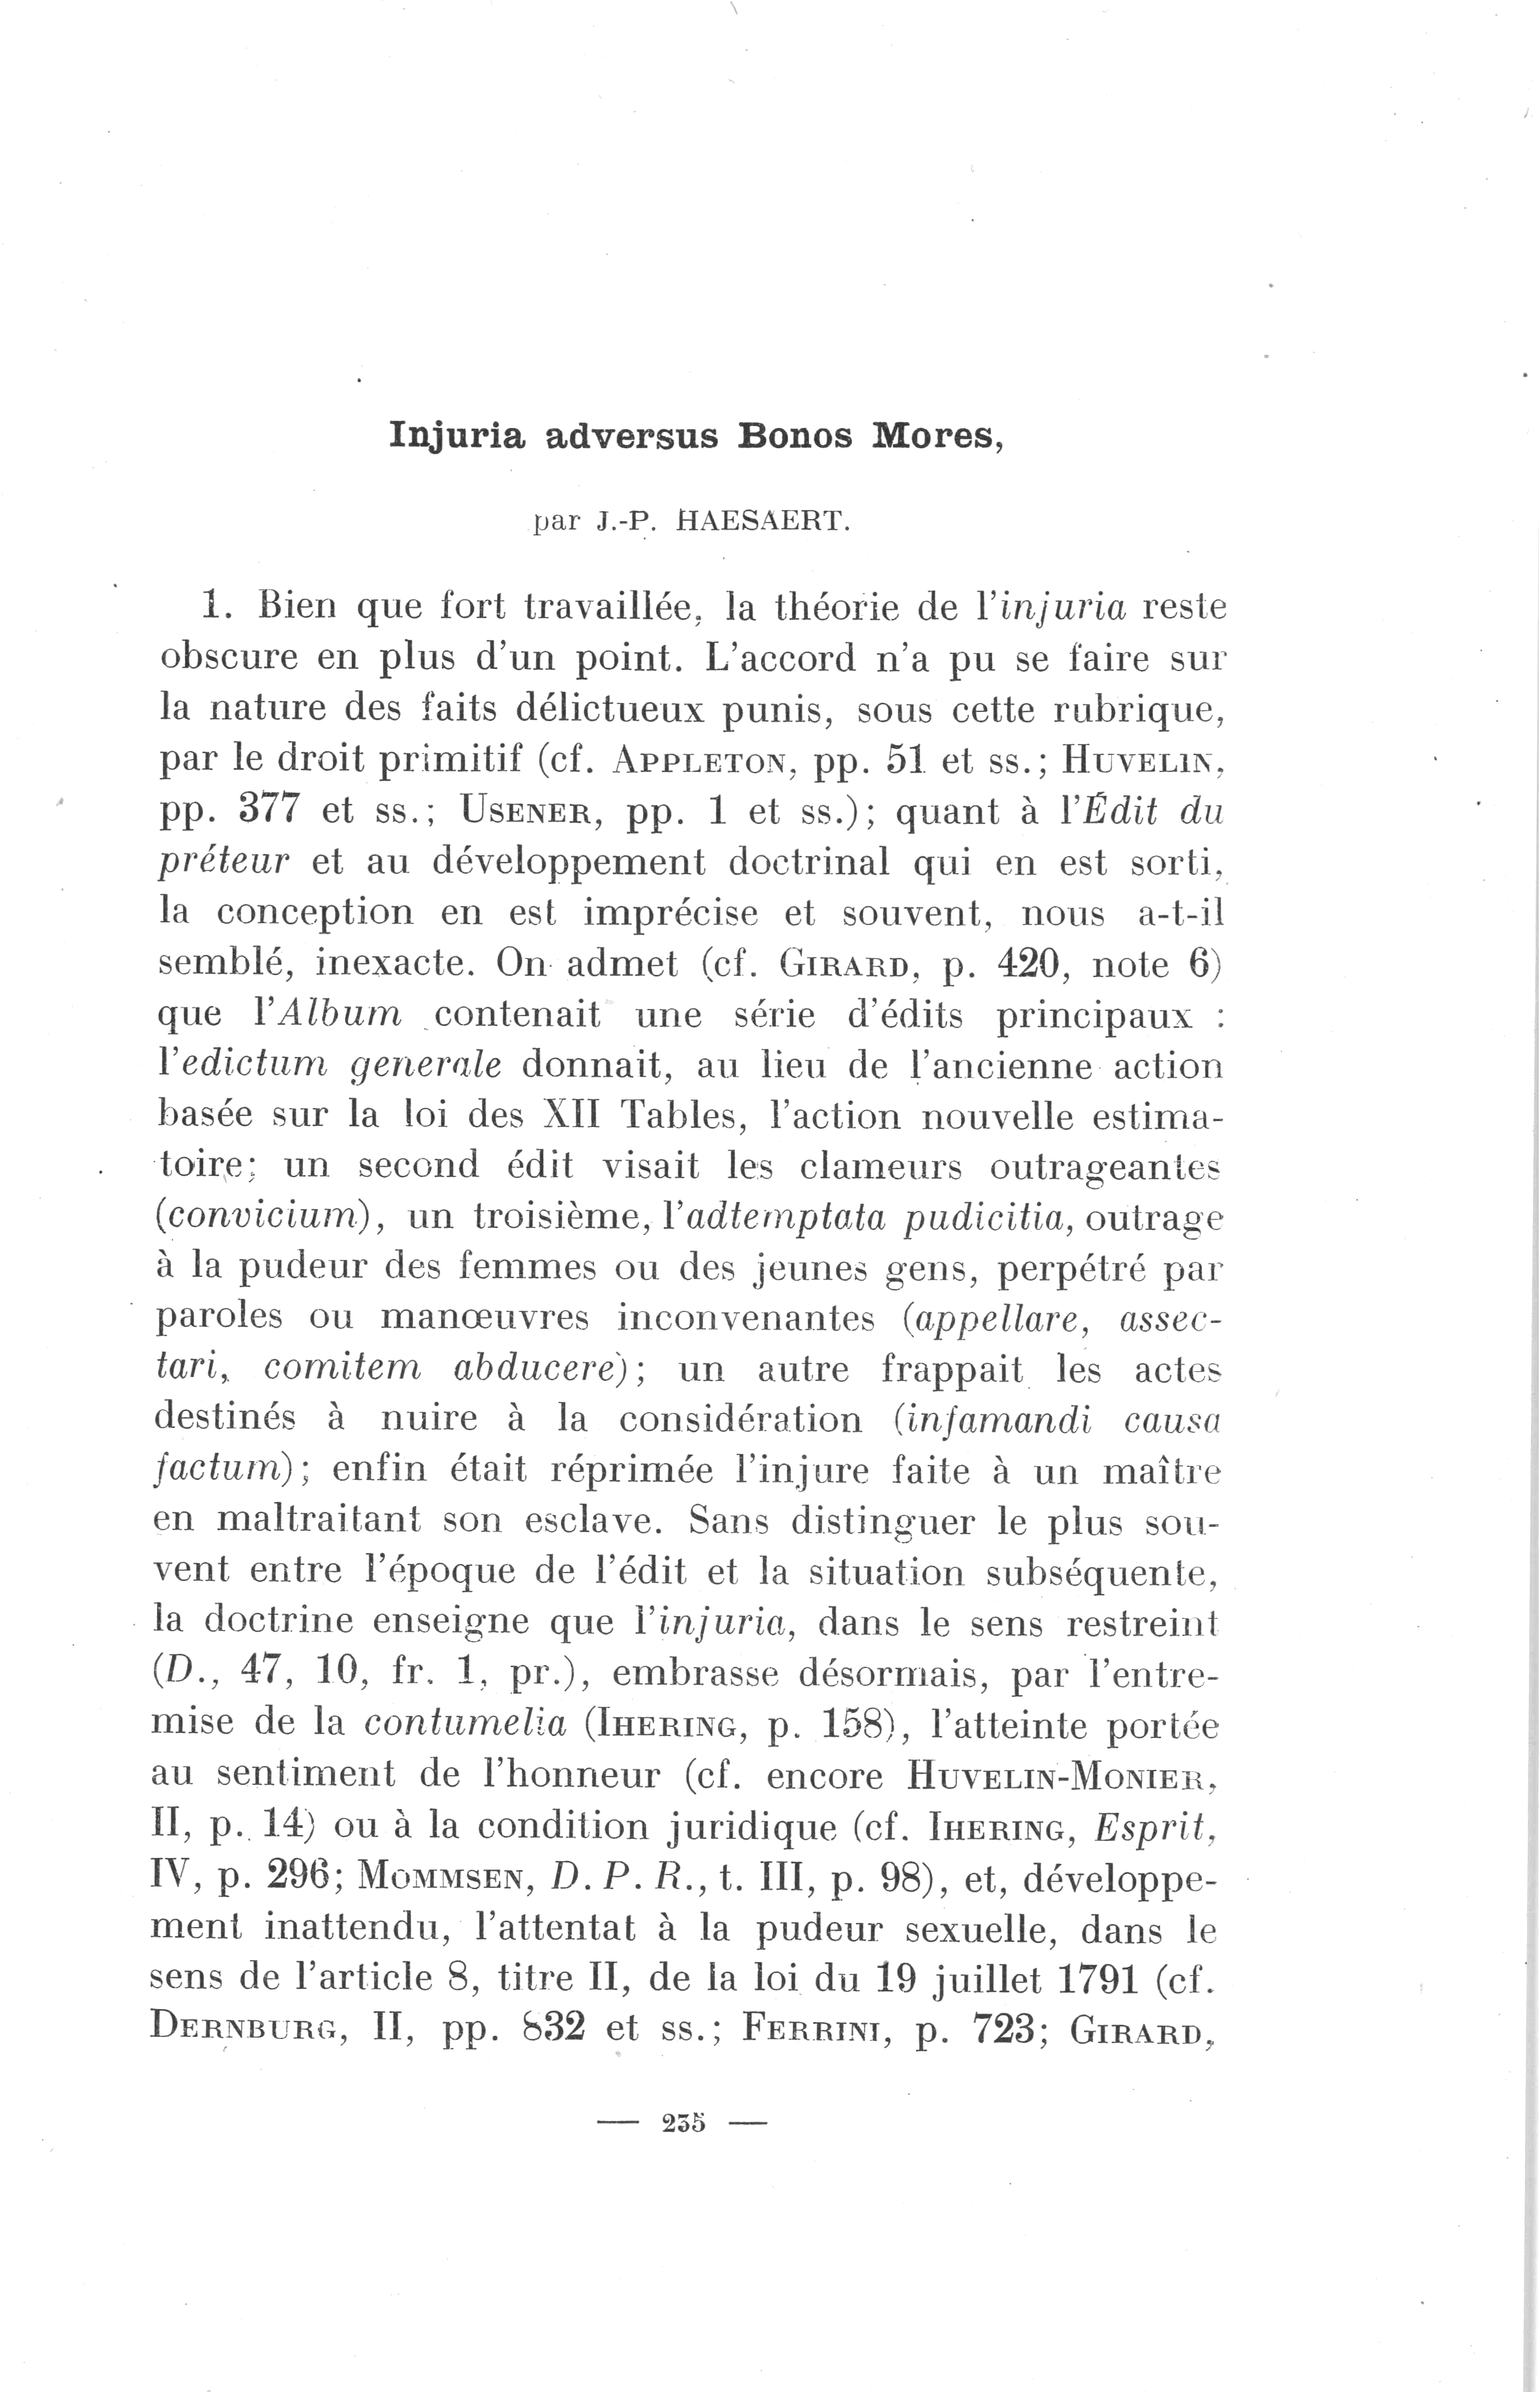 Injuria adversus Bonos Mores,
par J.-P. HAESAERT.
1. Bien que fort travaillée, la théorie de l'injuria reste
obscure en plus d'un point. L'accord n'a pu se faire sur
la nature des faits délictueux punis, sous cette rubrique,
par le droit primitif (cf. APPLETON, pp. 51 et ss.; HUVELIN,
pp. 377 et ss.; USENER, pp. 1 et ss.); quant à l'Édit du
préteur et au développement doctrinal qui en est sorti,
la conception en est imprécise et souvent, nous a-t-il
semblé, inexacte. On admet (cf. GIRARD, p. 420, note 6)
que l'Album contenait une série d'édits principaux :
l'edictum generale donnait, au lieu de l'ancienne action
basée sur la loi des XII Tables, l'action nouvelle estima-
toire; un second édit visait les clameurs outrageantes
(convicium), un troisième, l'adtemptata pudicitia, outrage
à la pudeur des femmes ou des jeunes gens, perpétré par
paroles ou manœuvres inconvenantes (appellare, assec-
tari, comitem abducere); un autre frappait les actes
destinés à nuire à la considération (infamandi causa
factum); enfin était réprimée l'injure faite à un maître
en maltraitant son esclave. Sans distinguer le plus sou-
vent entre l'époque de l'édit et la situation subséquente,
la doctrine enseigne que l'injuria, dans le sens restreint
(D., 47, 10, fr. 1, pr.), embrasse désormais, par l'entre-
mise de la contumelia (IHERING, p. 158), l'atteinte portée
au sentiment de l'honneur (cf. encore HUVELIN-MONIER,
II, p. 14) ou à la condition juridique (cf. IHERING, Esprit,
IV, p. 296; MOMMSEN, D. P. R., t. III, p. 98), et, développe-
ment inattendu, l'attentat à la pudeur sexuelle, dans le
sens de l'article 8, titre II, de la loi du 19 juillet 1791 (cf.
DERNBURG, II, pp. 832 et ss.; FERRINI, p. 723; GIRARD,
— 235 —